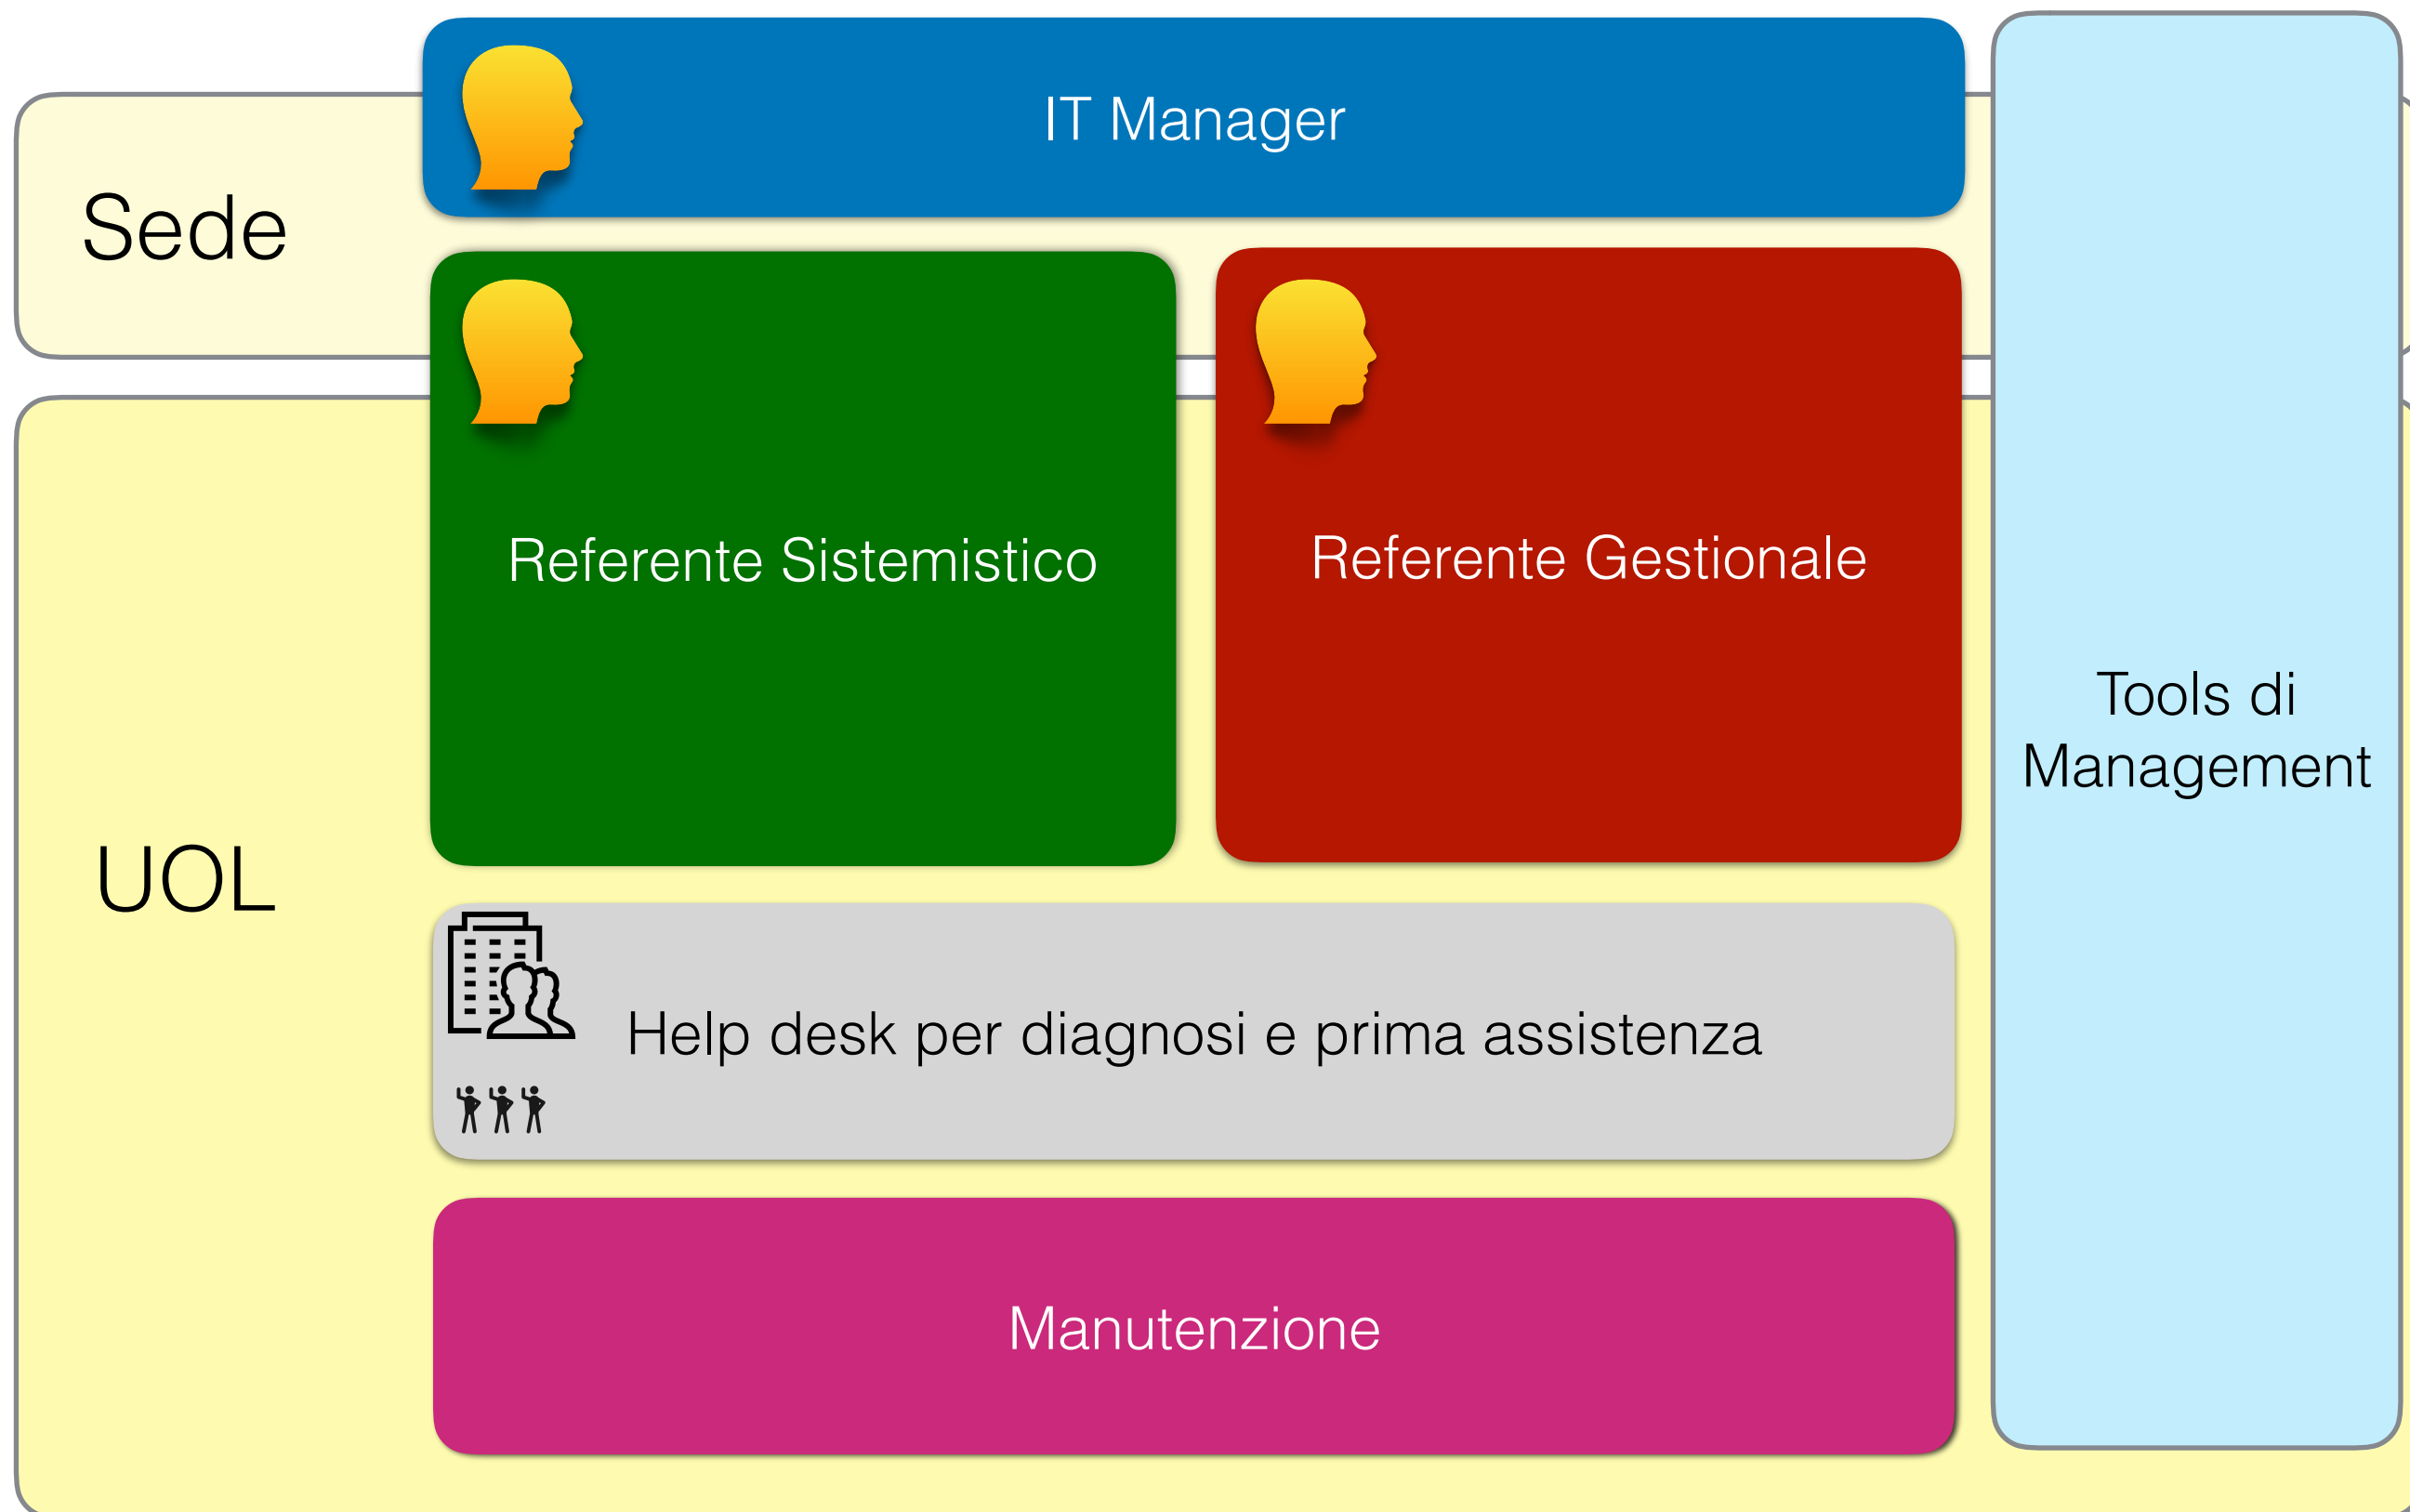 IT Manager
Sede
Referente Sistemistico
Referente Gestionale
Tools di
Management
UOL
Help desk per diagnosi e prima assistenza
Manutenzione